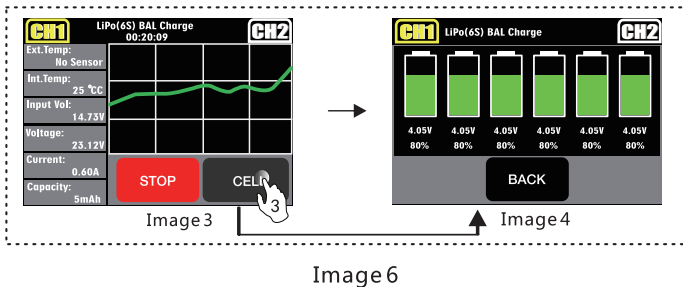 CH1 LiPo(6S) BAL Charge CH2
00:20:09
Ext.Temp:
No Sensor
Int.Temp:
25 °CC
Input Vol:
14.73V
Voltage:
23.12V
Current:
0.60A
Capacity:
5mAh
STOP
CELL
3
Image 3
CH1 LiPo(6S) BAL Charge CH2
4.05V 4.05V 4.05V 4.05V 4.05V 4.05V
80% 80% 80% 80% 80% 80%
BACK
Image 4
Image 6